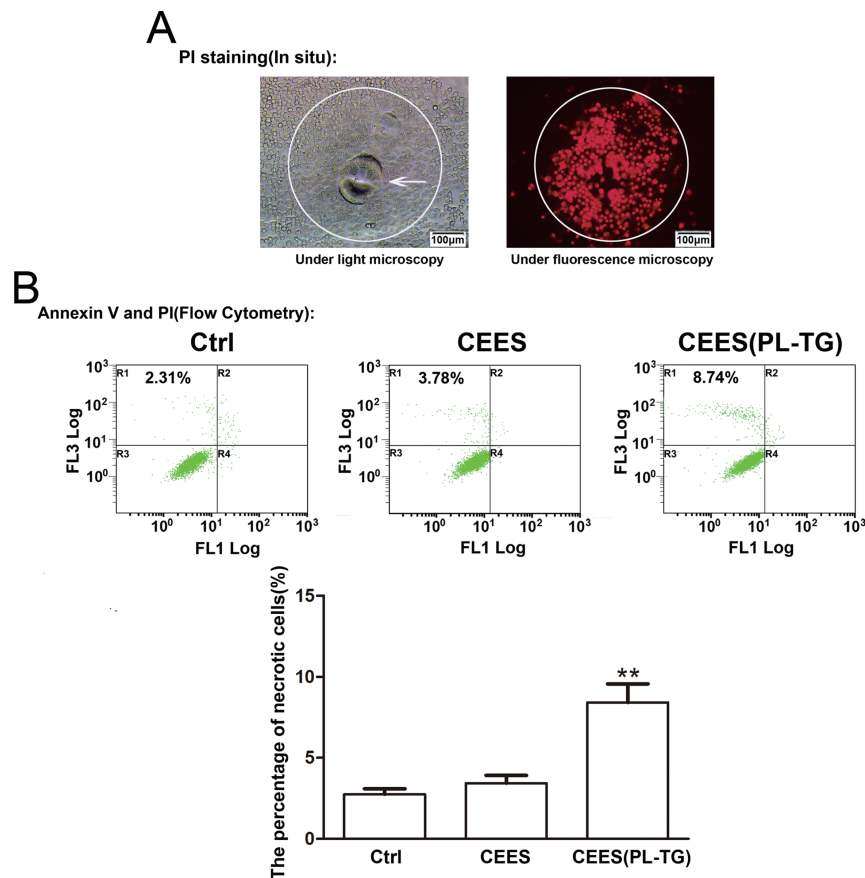 A
PI staining(In situ):
100μm
100μm
Under light microscopy
Under fluorescence microscopy
B
Annexin V and PI(Flow Cytometry):
Ctrl
CEES
CEES(PL-TG)
R1 2.31% R2
R3 R4
10³
10²
10¹
10⁰
FL3 Log
10⁰ 10¹ 10² 10³
FL1 Log
R1 3.78% R2
R3 R4
10³
10²
10¹
10⁰
FL3 Log
10⁰ 10¹ 10² 10³
FL1 Log
R1 8.74% R2
R3 R4
10³
10²
10¹
10⁰
FL3 Log
10⁰ 10¹ 10² 10³
FL1 Log
The percentage of necrotic cells(%)
15
10
5
0
**
Ctrl
CEES
CEES(PL-TG)